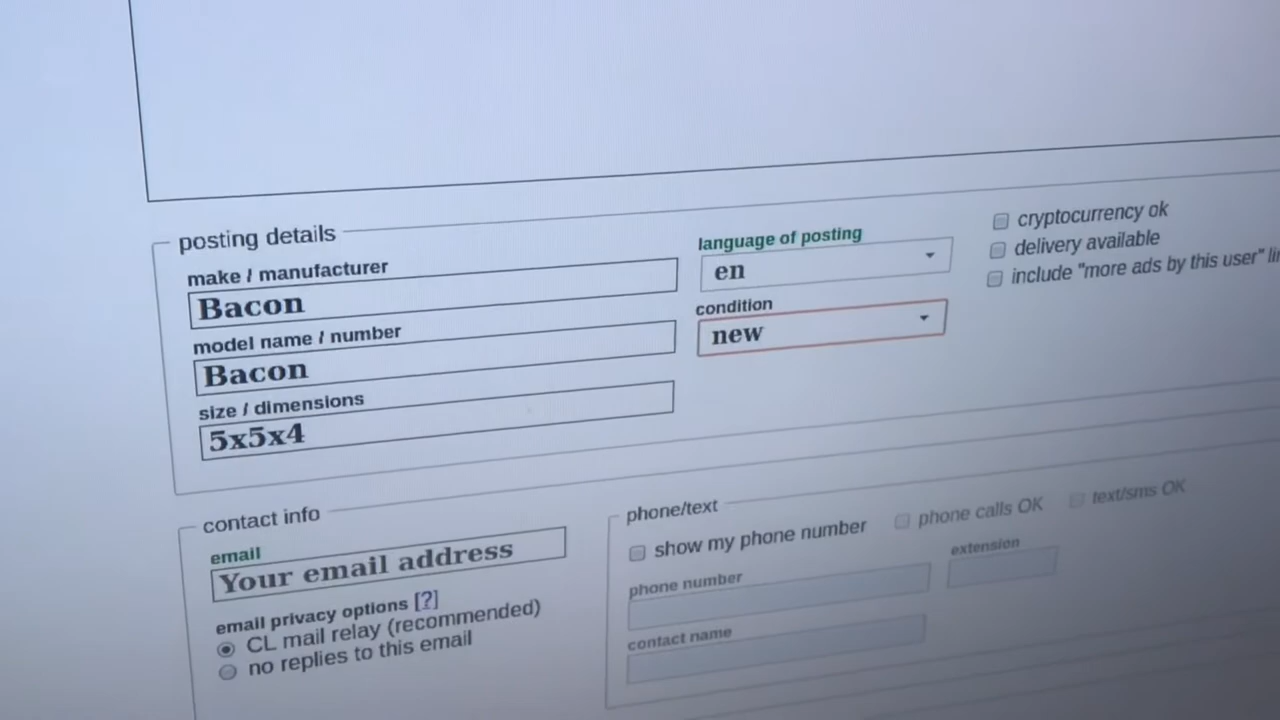 posting details
make / manufacturer
Bacon
model name / number
Bacon
size / dimensions
5x5x4
language of posting
en
condition
new
cryptocurrency ok
delivery available
include "more ads by this user"
contact info
email
Your email address
email privacy options [?]
CL mail relay (recommended)
no replies to this email
phone/text
show my phone number
phone calls OK
text/sms OK
phone number
extension
contact name